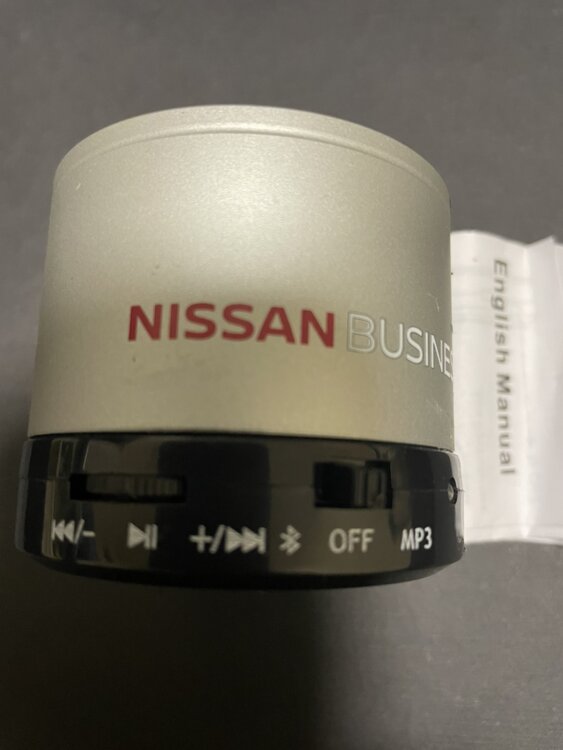 NISSAN BUSINE
OFF MP3
English Manual